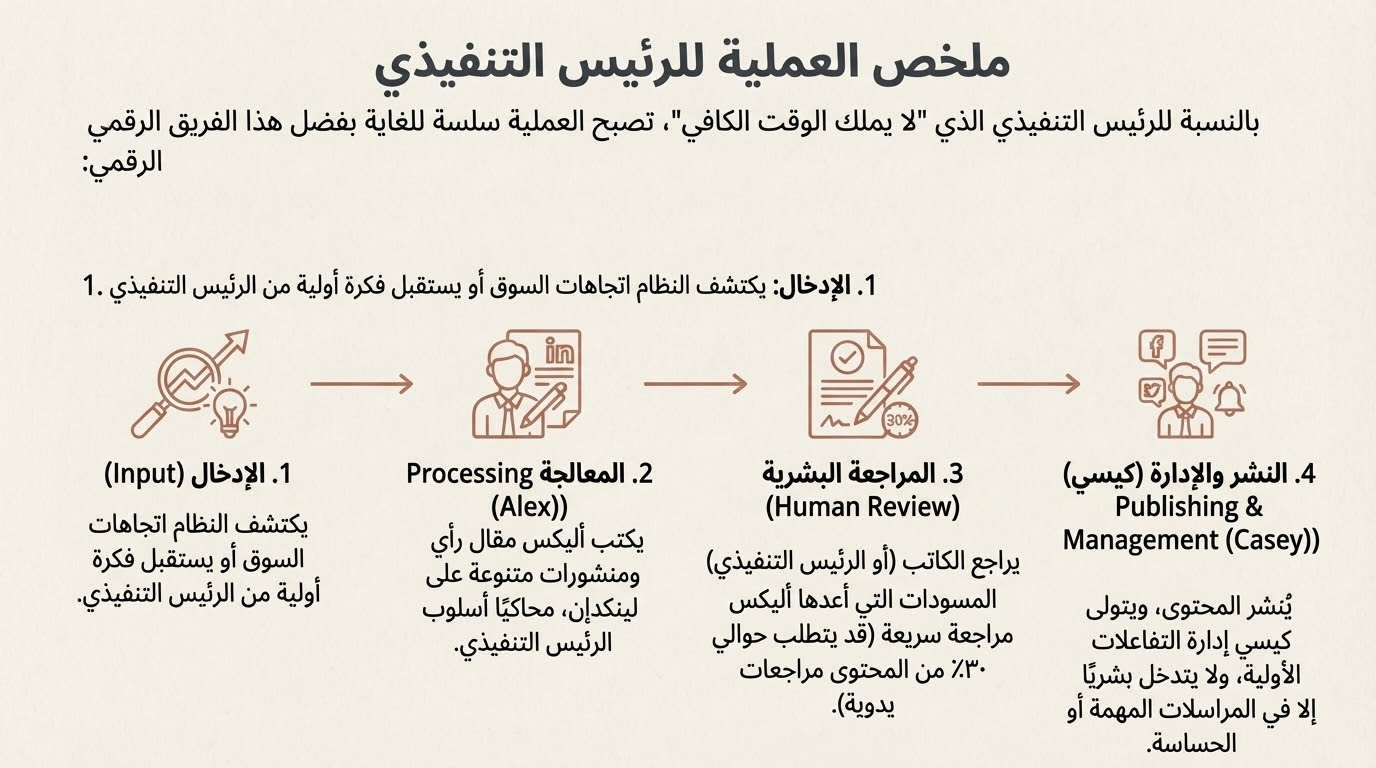 ملخص العملية للرئيس التنفيذي
بالنسبة للرئيس التنفيذي الذي "لا يملك الوقت الكافي"، تصبح العملية سلسة للغاية بفضل هذا الفريق الرقمي
الرقمي:
1. الإدخال: يكتشف النظام اتجاهات السوق أو يستقبل فكرة أولية من الرئيس التنفيذي .1
1. الإدخال (Input)
يكتشف النظام اتجاهات
السوق أو يستقبل فكرة
أولية من الرئيس التنفيذي.
in
2. المعالجة Processing
(Alex))
يكتب أليكس مقال رأي
ومنشورات متنوعة على
لينكدإن، محاكيًا أسلوب
الرئيس التنفيذي.
30%
3. المراجعة البشرية
(Human Review)
يراجع الكاتب (أو الرئيس التنفيذي)
المسودات التي أعدها أليكس
مراجعة سريعة (قد يتطلب حوالي
٣٠٪ من المحتوى مراجعات
يدوية).
f
4. النشر والإدارة (كيسي)
Publishing &
Management (Casey))
يُنشر المحتوى، ويتولى
كيسي إدارة التفاعلات
الأولية، ولا يتدخل بشريًا
إلا في المراسلات المهمة أو
الحساسة.